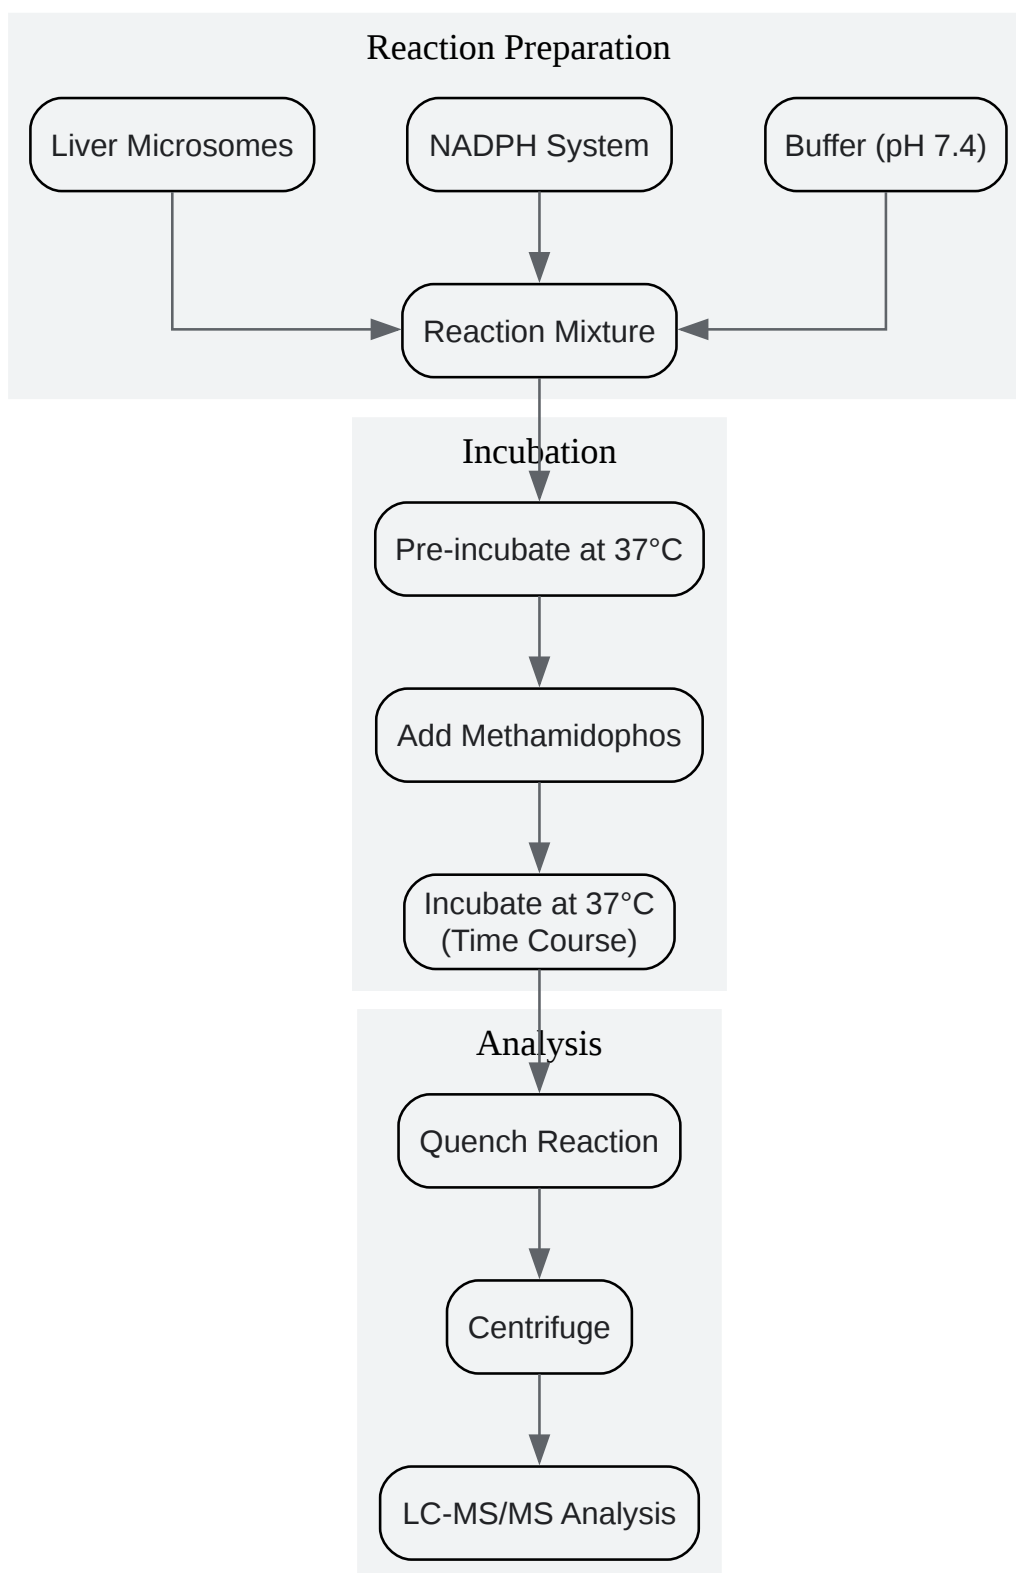 Reaction Preparation
Liver Microsomes
NADPH System
Buffer (pH 7.4)
Reaction Mixture
Incubation
Pre-incubate at 37°C
Add Methamidophos
Incubate at 37°C
(Time Course)
Analysis
Quench Reaction
Centrifuge
LC-MS/MS Analysis